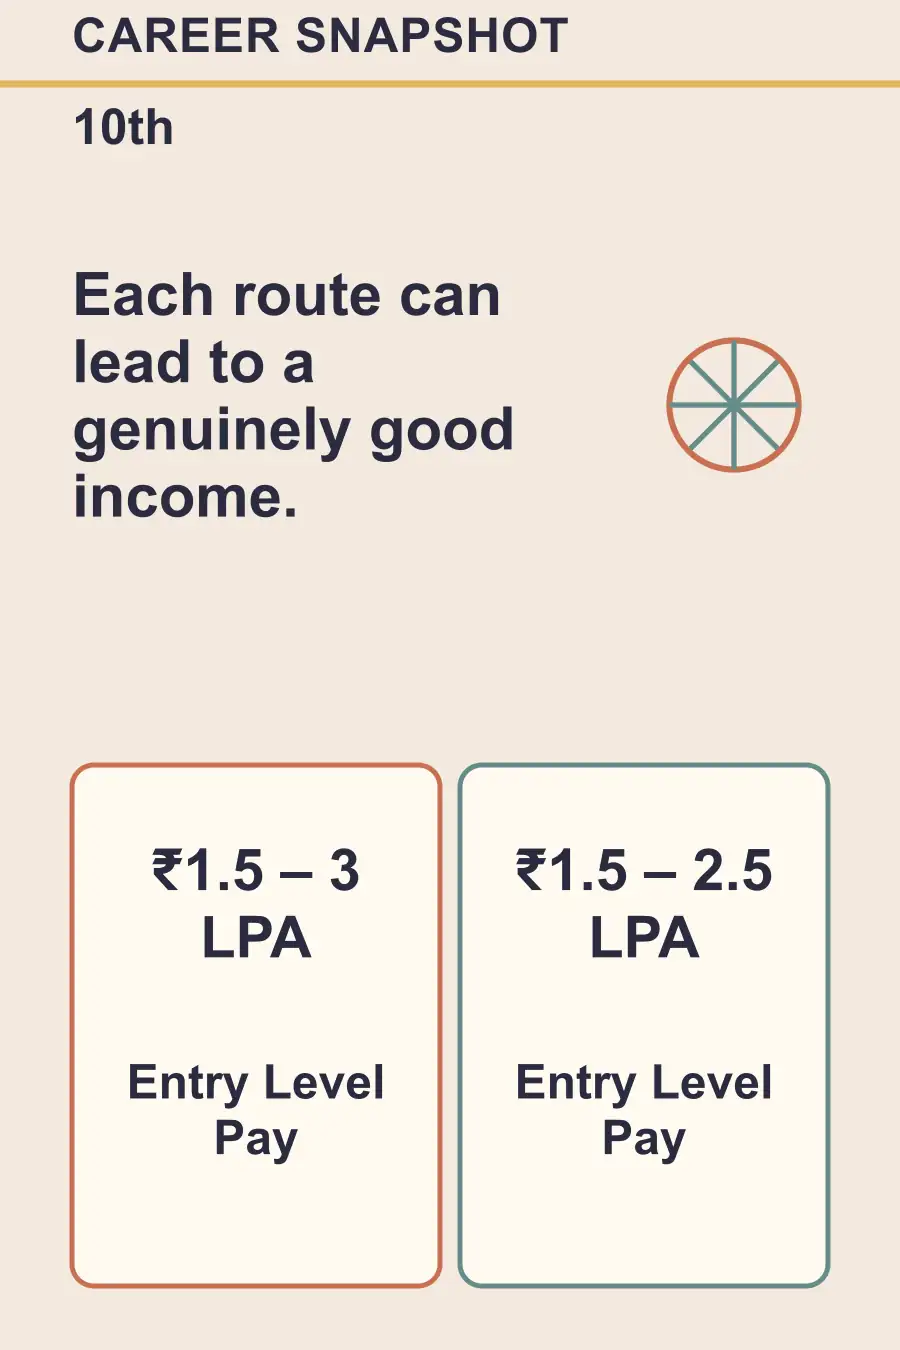 CAREER SNAPSHOT
10th
Each route can
lead to a
genuinely good
income.
₹1.5 – 3
LPA
Entry Level
Pay
₹1.5 – 2.5
LPA
Entry Level
Pay